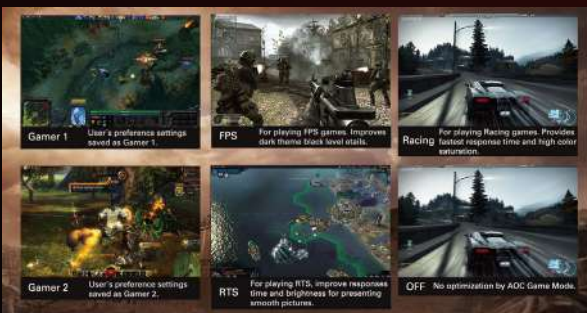 Gamer 1
User's preference settings
saved as Gamer 1.
FPS
For playing FPS games. Improves
dark theme black level etails.
Racing
For playing Racing games. Provides
fastest response time and high color
saturation.
Gamer 2
User's preference settings
saved as Gamer 2.
RTS
For playing RTS, improve responses
time and brightness for presenting
smooth pictures.
OFF
No optimization by AOC Game Mode.